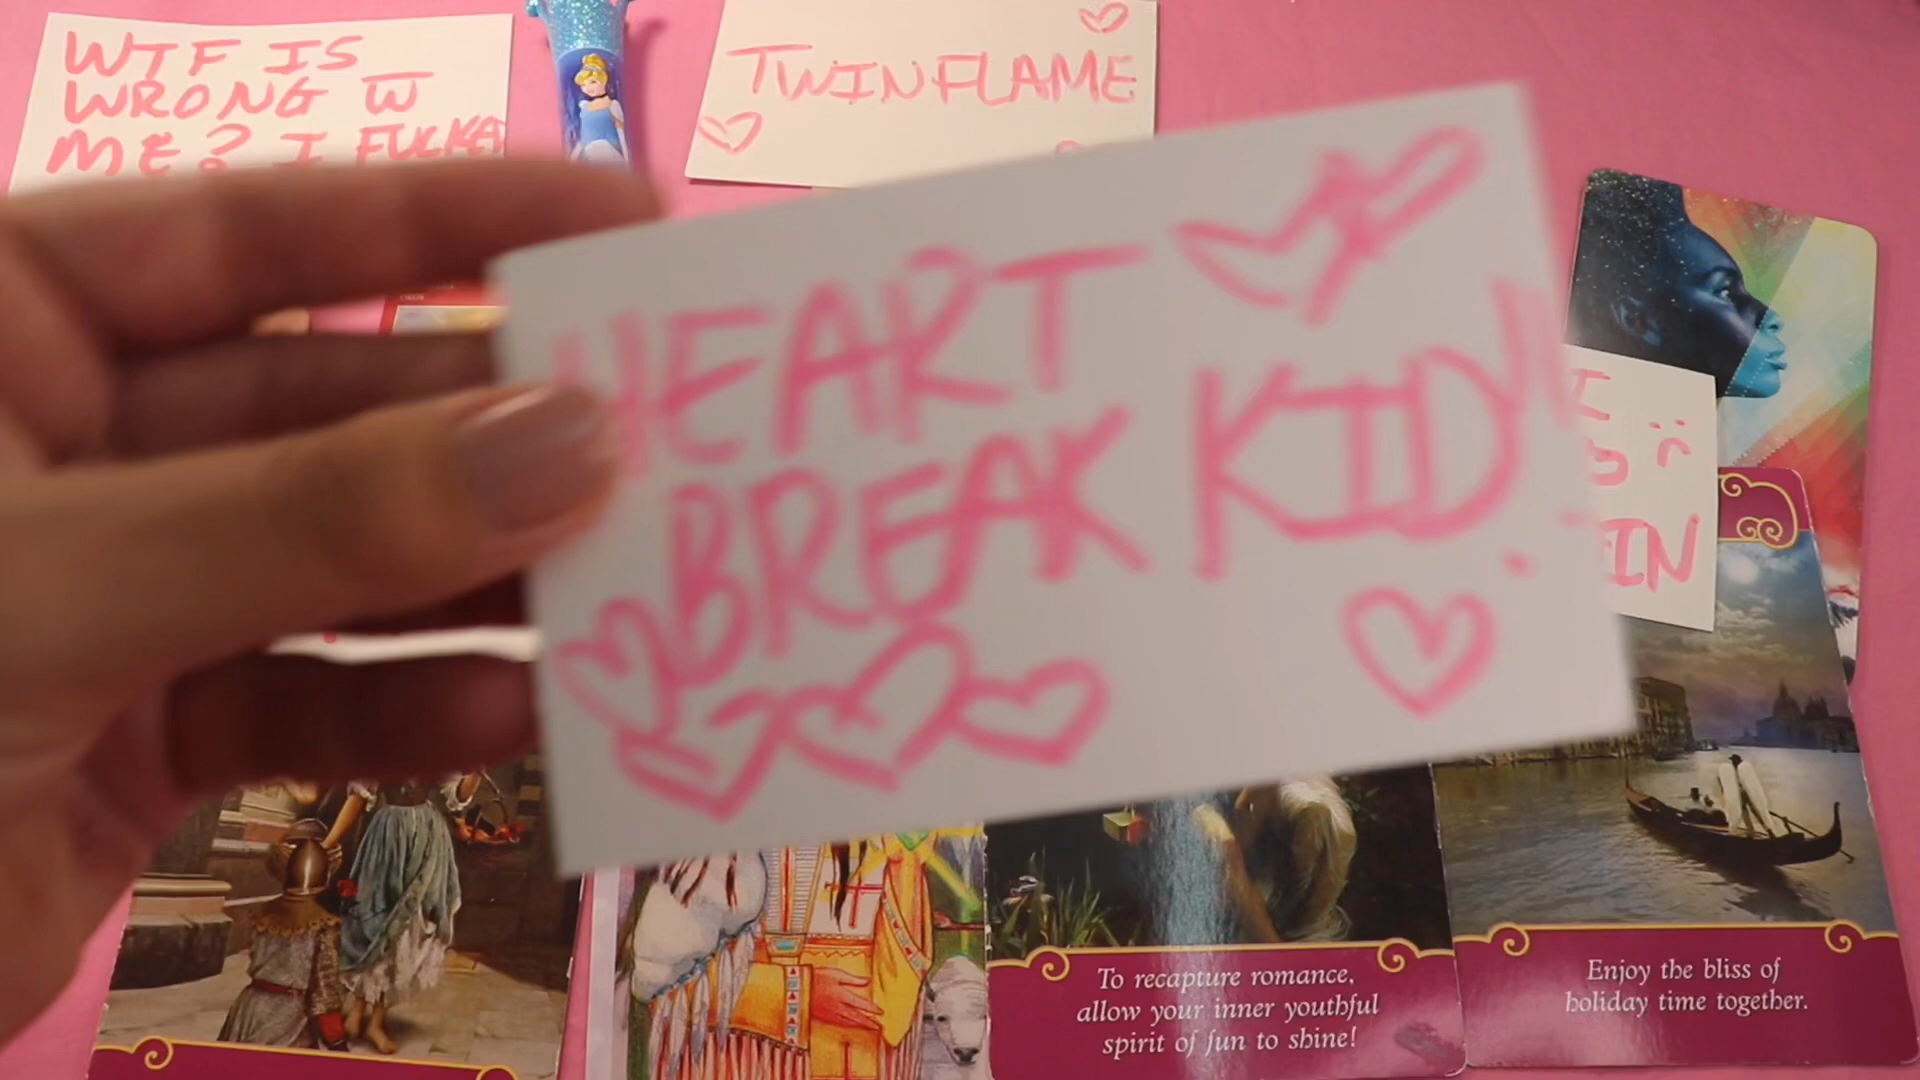 WTF IS
WRONG W
ME? I
TWINFLAME
HEART
BREAK KID!
I
IN
To recapture romance,
allow your inner youthful
spirit of fun to shine!
Enjoy the bliss of
holiday time together.